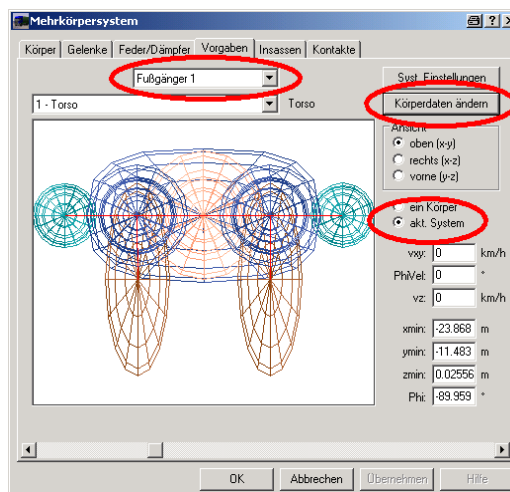 Mehrkörpersystem
Körper Gelenke Feder/Dämpfer Vorgaben Insassen Kontakte
Fußgänger 1
Syst. Einstellungen
1 - Torso Torso
Körperdaten ändern
Ansicht
oben (x-y)
rechts (x-z)
vorne (y-z)
ein Körper
akt. System
vxy: 0 km/h
PhiVel: 0 °
vz: 0 km/h
xmin: -23.868 m
ymin: -11.483 m
zmin: 0.02556 m
Phi: -89.959 °
OK Abbrechen Übernehmen Hilfe